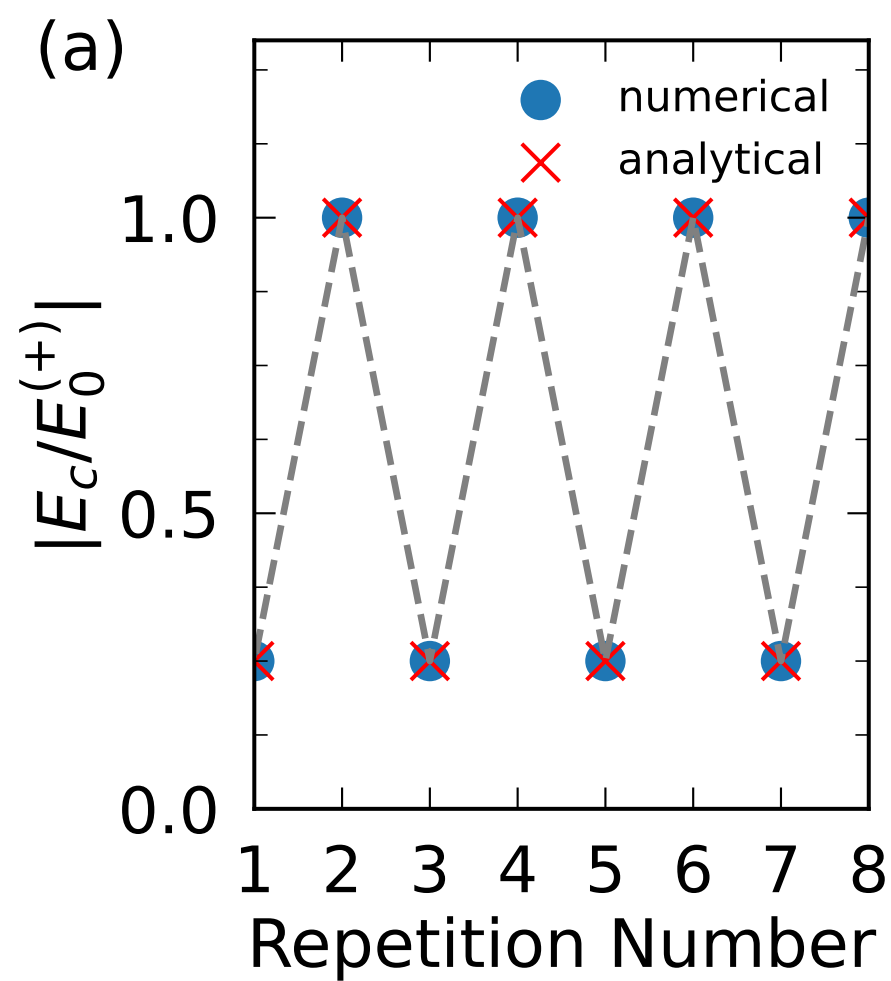 (a)
numerical
analytical
|E_c/E_0^{(+)}|
1.0
0.5
0.0
1 2 3 4 5 6 7 8
Repetition Number